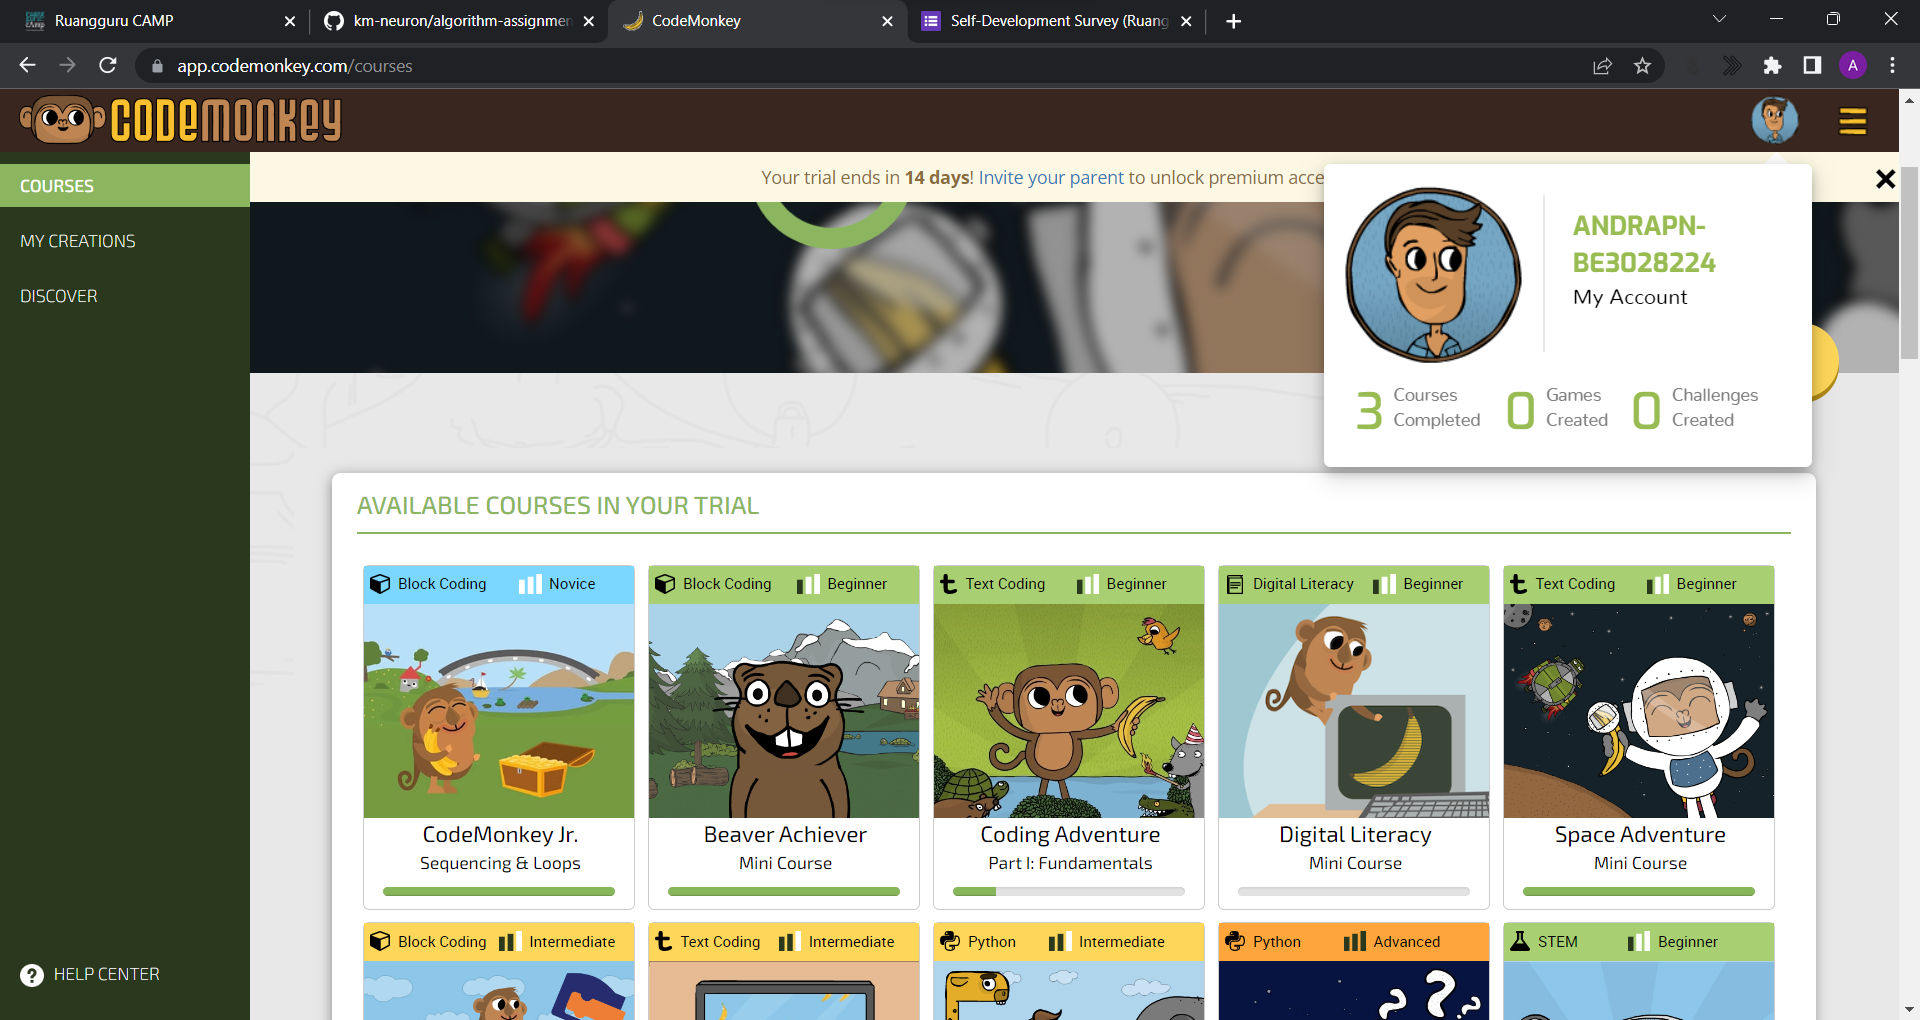 Ruangguru CAMP
km-neuron/algorithm-assignmen
CodeMonkey
Self-Development Survey (Ruang
app.codemonkey.com/courses
A
CODEMONKEY
COURSES
MY CREATIONS
DISCOVER
HELP CENTER
Your trial ends in 14 days! Invite your parent to unlock premium acce
ANDRAPN-
BE3028224
My Account
3 Courses Completed
0 Games Created
0 Challenges Created
AVAILABLE COURSES IN YOUR TRIAL
Block Coding Novice
CodeMonkey Jr.
Sequencing & Loops
Block Coding Beginner
Beaver Achiever
Mini Course
Text Coding Beginner
Coding Adventure
Part I: Fundamentals
Digital Literacy Beginner
Digital Literacy
Mini Course
Text Coding Beginner
Space Adventure
Mini Course
Block Coding Intermediate
Text Coding Intermediate
Python Intermediate
Python Advanced
???
STEM Beginner